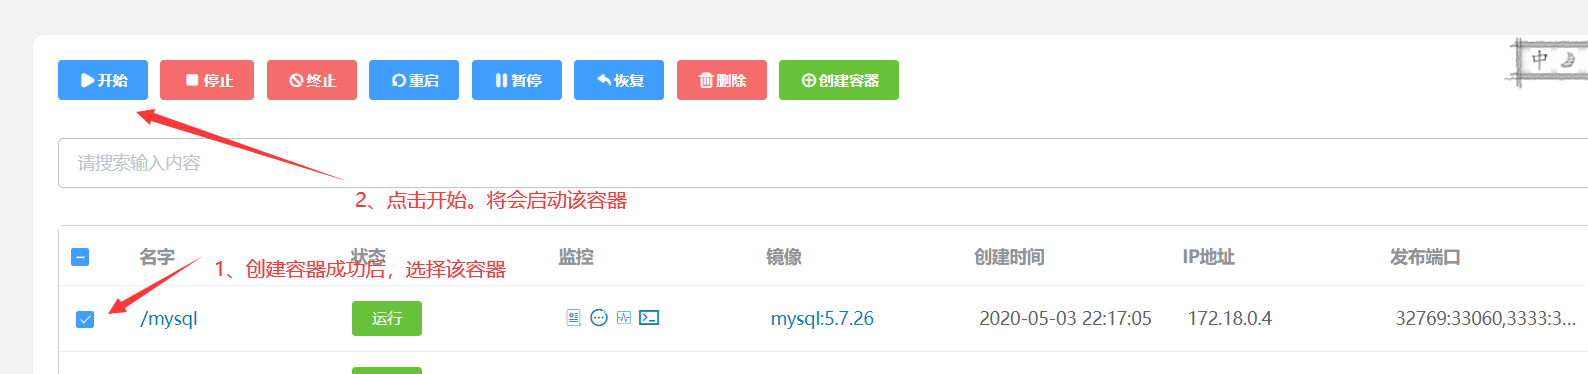 开始 停止 终止 重启 暂停 恢复 删除 创建容器
中
请搜索输入内容
2、点击开始。将会启动该容器
名字 状态 监控 镜像 创建时间 IP地址 发布端口
1、创建容器成功后，选择该容器
/mysql 运行 mysql:5.7.26 2020-05-03 22:17:05 172.18.0.4 32769:33060,3333:3...